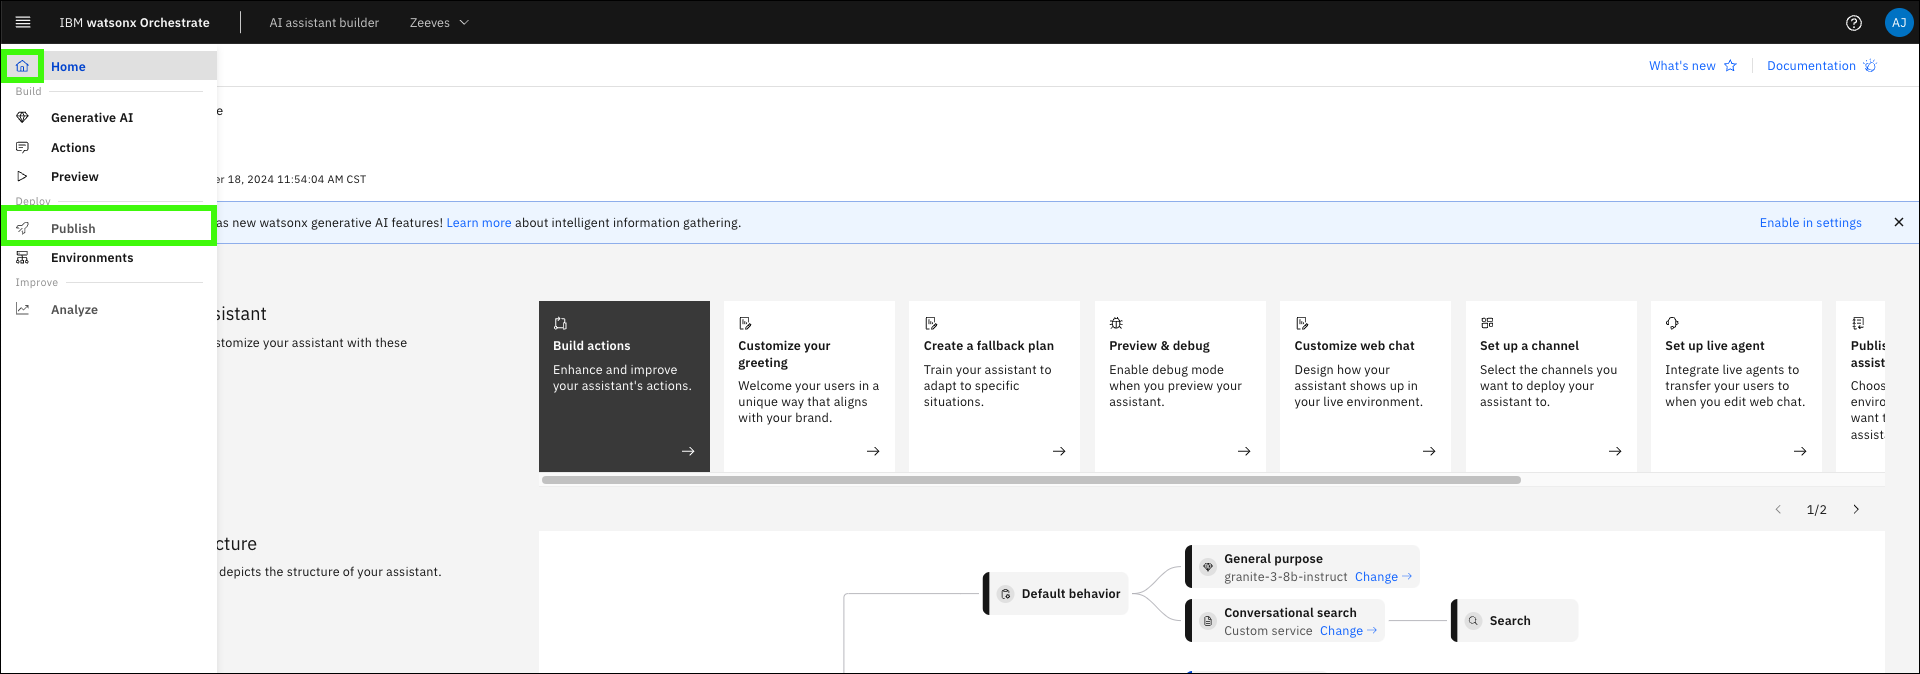 IBM watsonx Orchestrate
AI assistant builder
Zeeves
AJ
Home
What's new
Documentation
Build
Generative AI
Actions
Preview
18, 2024 11:54:04 AM CST
Deploy
Publish
new watsonx generative AI features! Learn more about intelligent information gathering.
Enable in settings
Environments
Improve
Analyze
sistant
stomize your assistant with these
Build actions
Enhance and improve
your assistant's actions.
Customize your
greeting
Welcome your users in a
unique way that aligns
with your brand.
Create a fallback plan
Train your assistant to
adapt to specific
situations.
Preview & debug
Enable debug mode
when you preview your
assistant.
Customize web chat
Design how your
assistant shows up in
your live environment.
Set up a channel
Select the channels you
want to deploy your
assistant to.
Set up live agent
Integrate live agents to
transfer your users to
when you edit web chat.
Publis
assist
Choos
enviro
want t
assist
1/2
cture
depicts the structure of your assistant.
Default behavior
General purpose
granite-3-8b-instruct Change
Conversational search
Custom service Change
Search